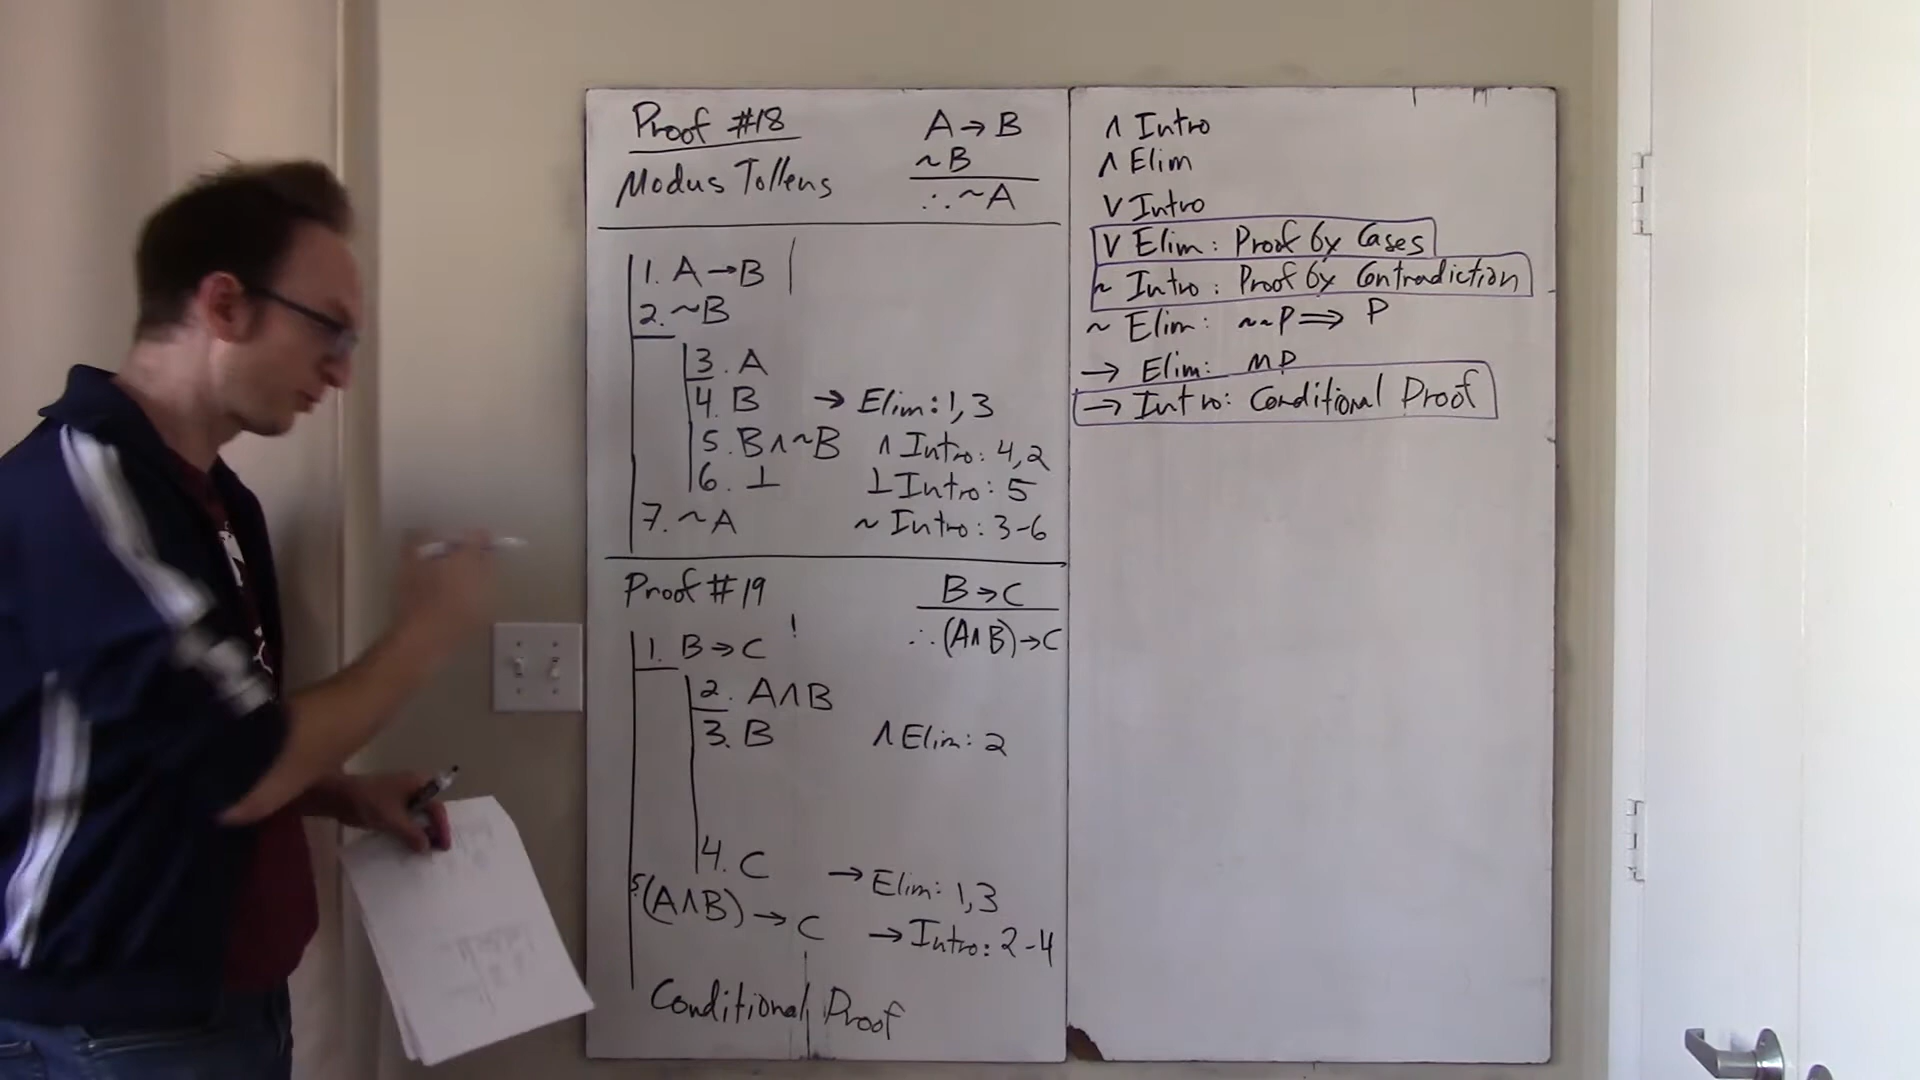 Proof #18
Modus Tollens
A → B
~B
∴ ~A
1. A → B
2. ~B
3. A
4. B → Elim: 1, 3
5. B ∧ ~B ∧ Intro: 4, 2
6. ⊥ ⊥ Intro: 5
7. ~A ~ Intro: 3-6
Proof #19
B → C
∴ (A ∧ B) → C
1. B → C
2. A ∧ B
3. B ∧ Elim: 2
4. C → Elim: 1, 3
5. (A ∧ B) → C → Intro: 2-4
Conditional Proof
∧ Intro
∧ Elim
∨ Intro
∨ Elim: Proof by Cases
~ Intro: Proof by Contradiction
~ Elim: ~~P ⟹ P
→ Elim: MP
→ Intro: Conditional Proof